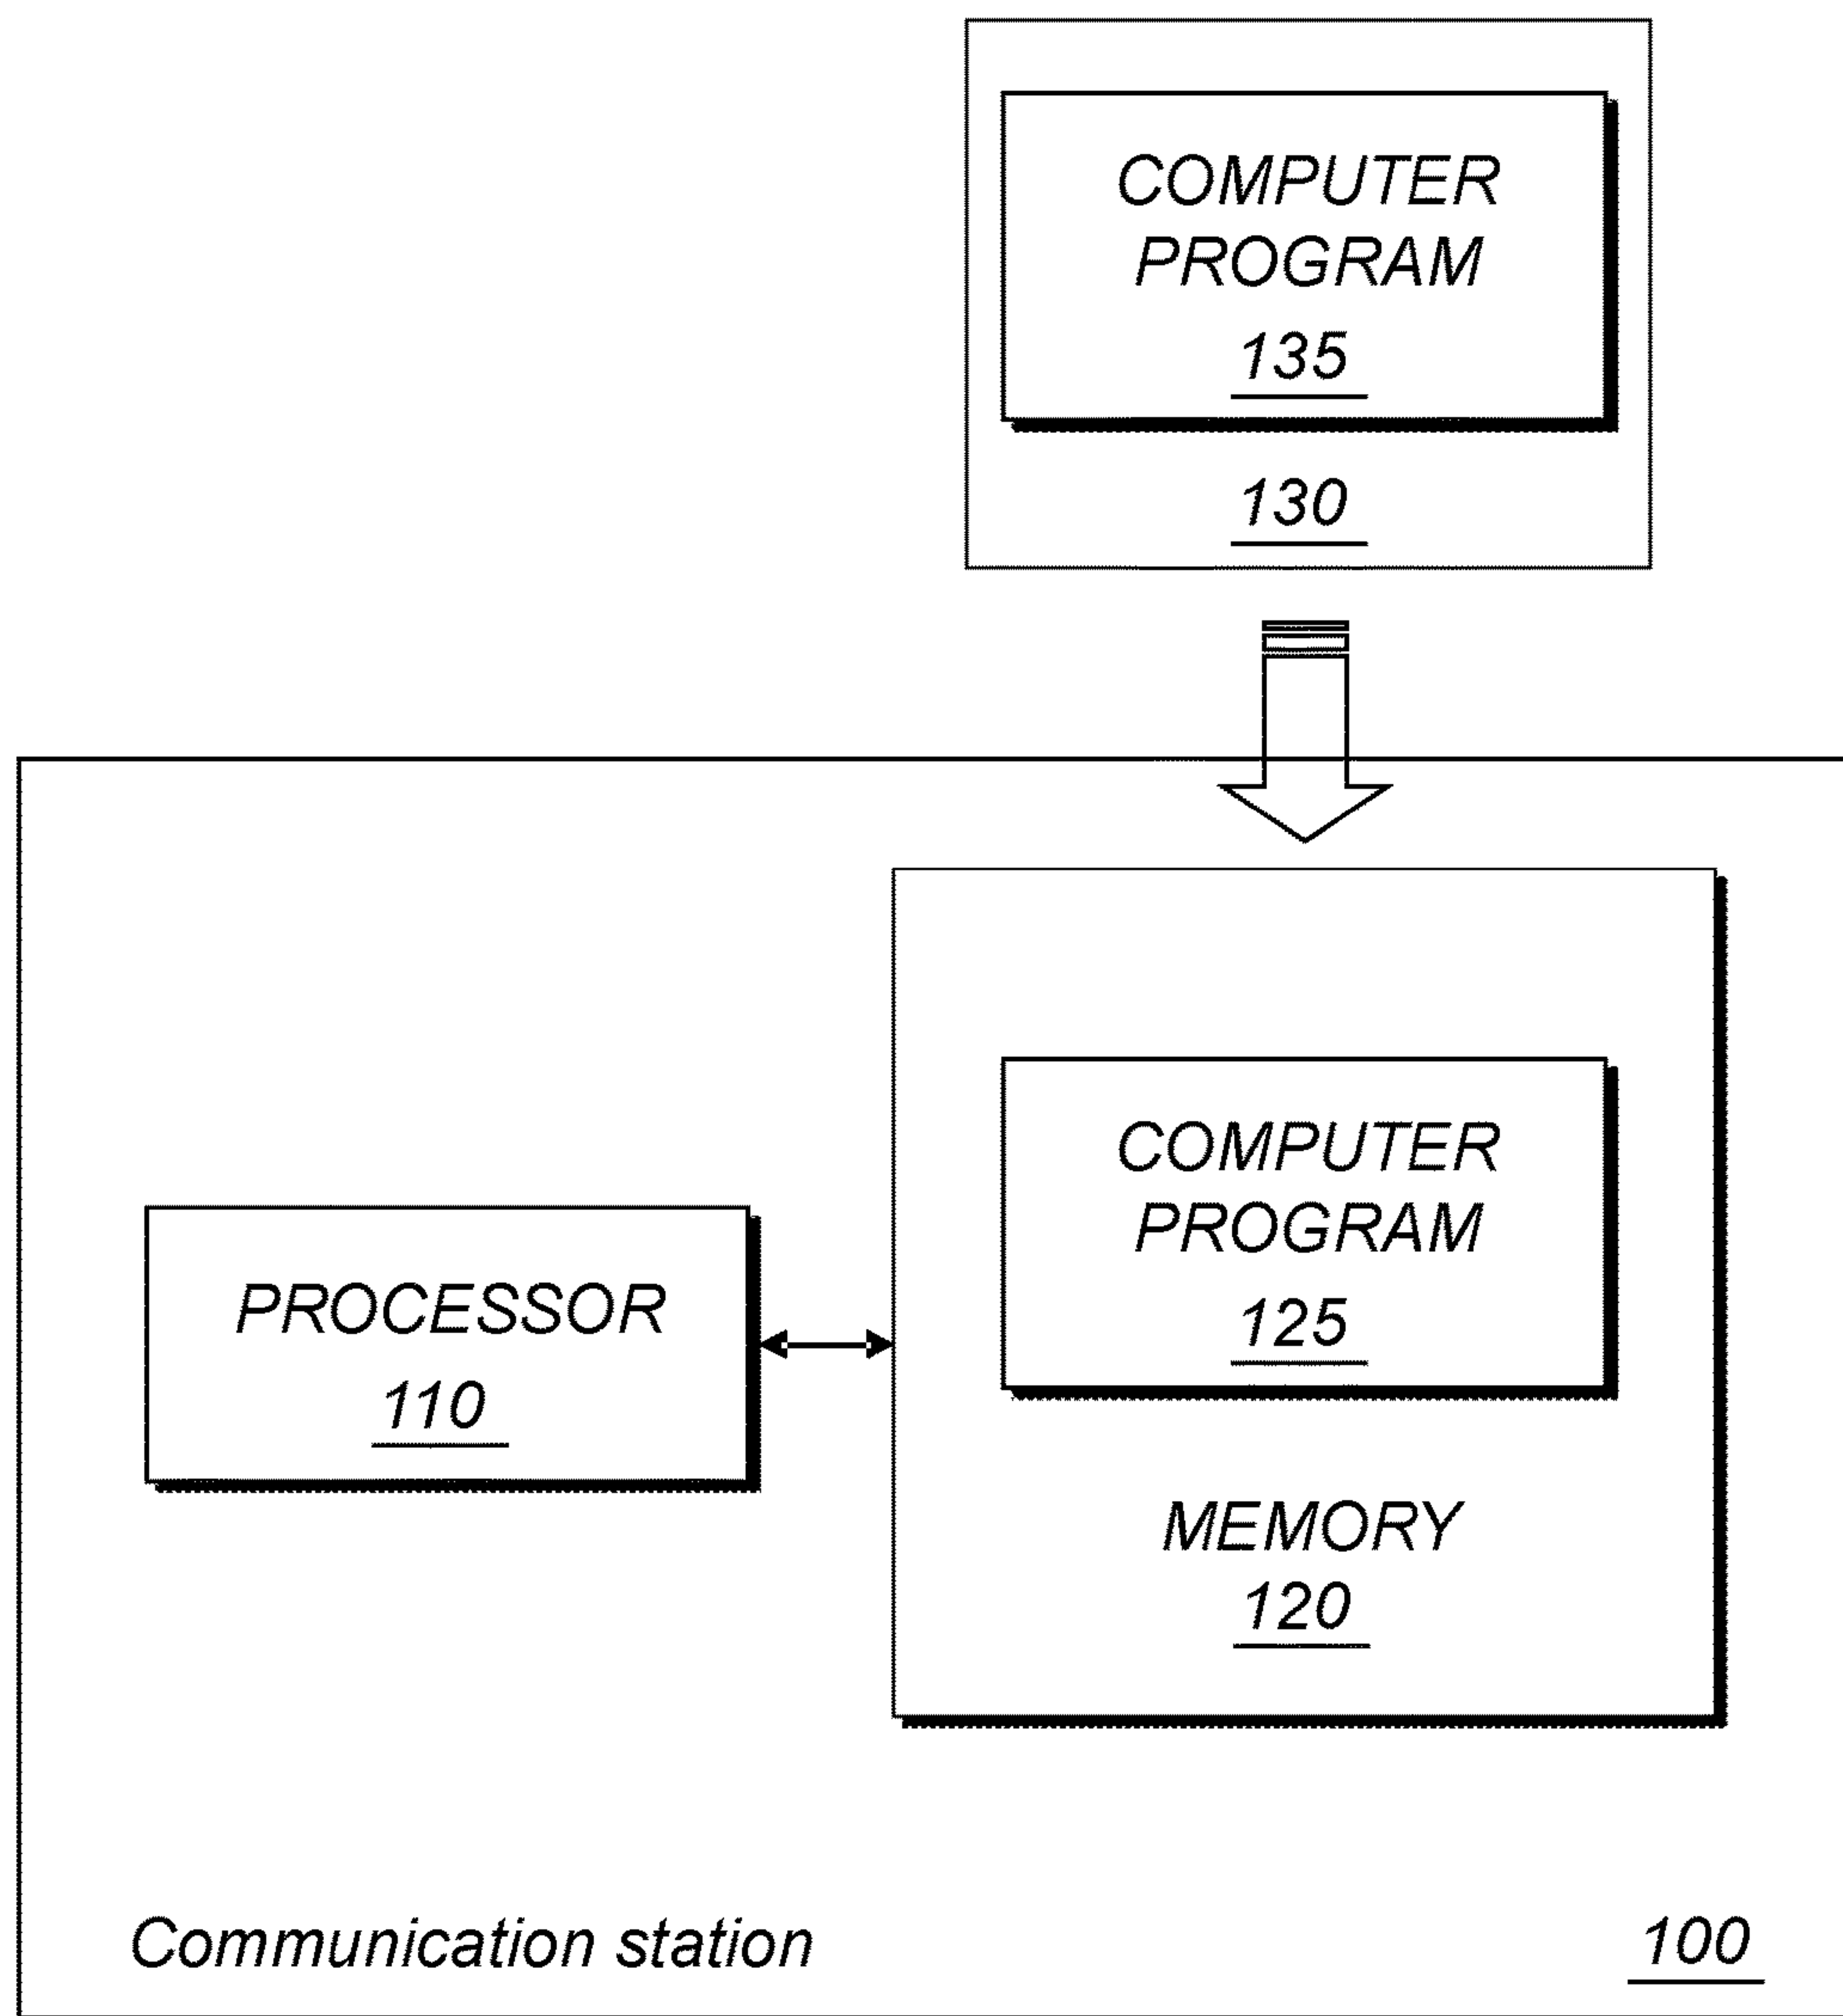 COMPUTER
PROGRAM
135
130
COMPUTER
PROGRAM
125
PROCESSOR
110
MEMORY
120
Communication station
100